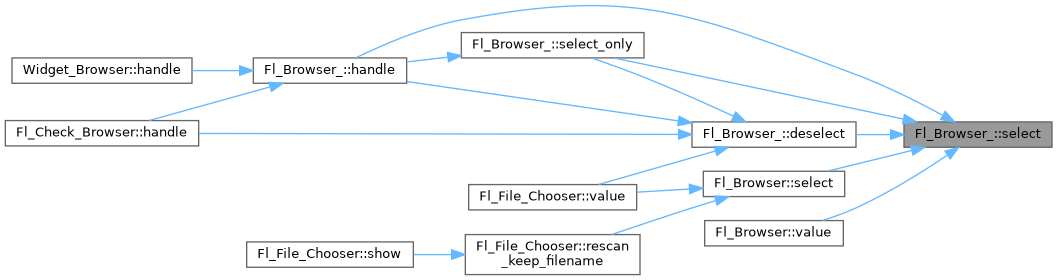 Fl_Browser_::select_only
Widget_Browser::handle
Fl_Browser_::handle
Fl_Check_Browser::handle
Fl_Browser_::deselect
Fl_Browser_::select
Fl_Browser::select
Fl_File_Chooser::value
Fl_Browser::value
Fl_File_Chooser::show
Fl_File_Chooser::rescan
_keep_filename